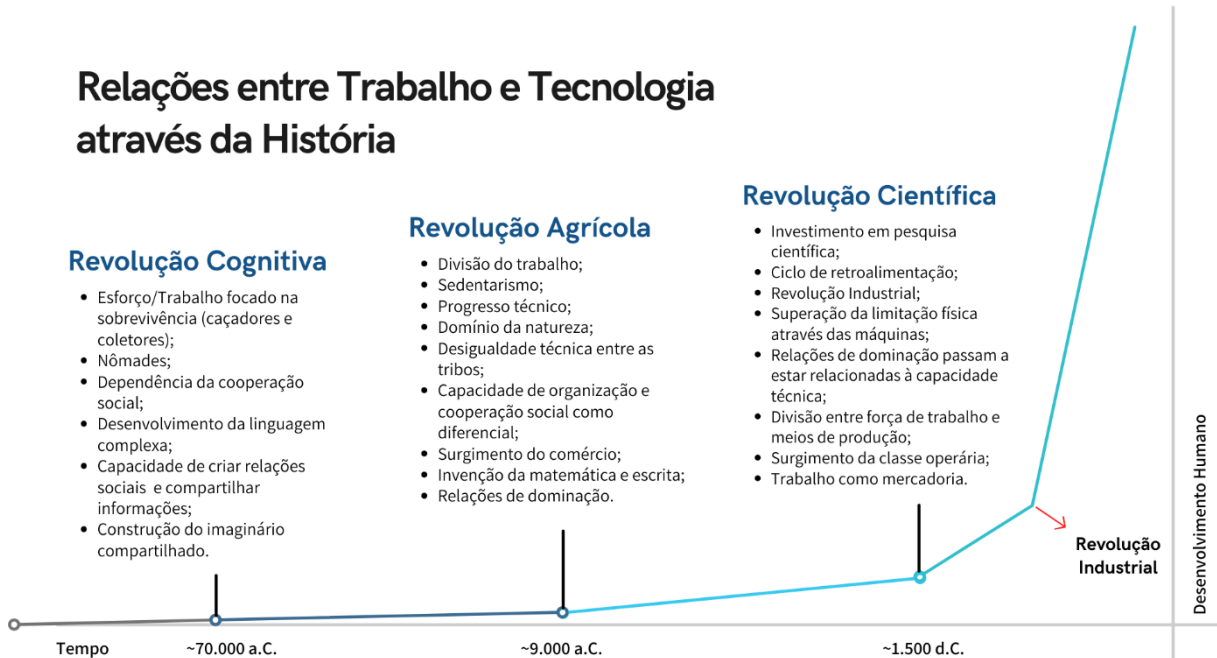 Relações entre Trabalho e Tecnologia
através da História
Revolução Cognitiva
• Esforço/Trabalho focado na
sobrevivência (caçadores e
coletores);
• Nômades;
• Dependência da cooperação
social;
• Desenvolvimento da linguagem
complexa;
• Capacidade de criar relações
sociais e compartilhar
informações;
• Construção do imaginário
compartilhado.
Revolução Agrícola
• Divisão do trabalho;
• Sedentarismo;
• Progresso técnico;
• Domínio da natureza;
• Desigualdade técnica entre as
tribos;
• Capacidade de organização e
cooperação social como
diferencial;
• Surgimento do comércio;
• Invenção da matemática e escrita;
• Relações de dominação.
Revolução Científica
• Investimento em pesquisa
científica;
• Ciclo de retroalimentação;
• Revolução Industrial;
• Superação da limitação física
através das máquinas;
• Relações de dominação passam a
estar relacionadas à capacidade
técnica;
• Divisão entre força de trabalho e
meios de produção;
• Surgimento da classe operária;
• Trabalho como mercadoria.
Revolução
Industrial
Desenvolvimento Humano
Tempo
~70.000 a.C.
~9.000 a.C.
~1.500 d.C.